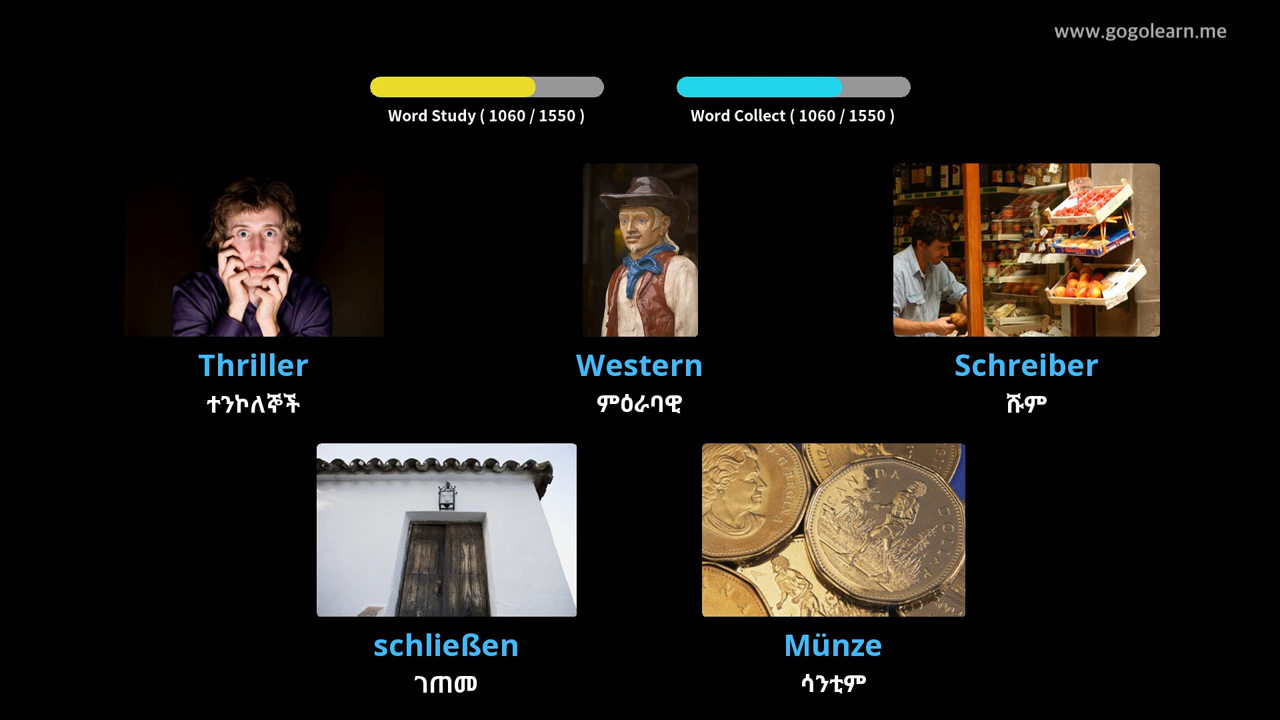 www.gogolearn.me
Word Study ( 1060 / 1550 )
Word Collect ( 1060 / 1550 )
Thriller
Western
Schreiber
ተንኮለኞች
ምዕራባዊ
ሹም
schließen
Münze
ገጠመ
ሳንቲም